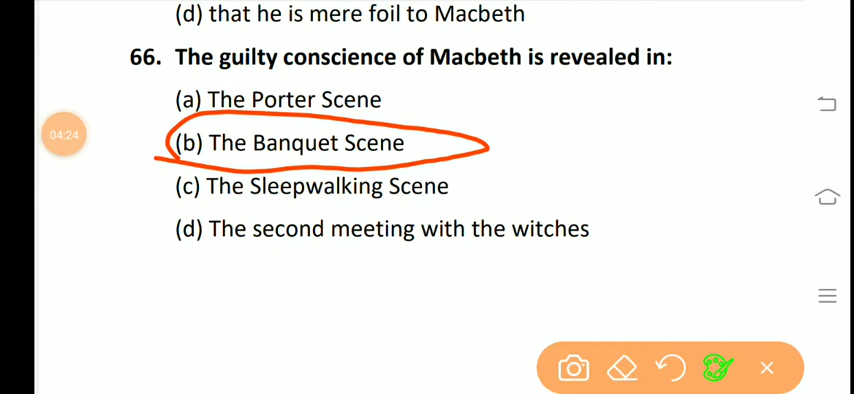 (d) that he is mere foil to Macbeth
66. The guilty conscience of Macbeth is revealed in:
(a) The Porter Scene
04:24
(b) The Banquet Scene
(c) The Sleepwalking Scene
(d) The second meeting with the witches